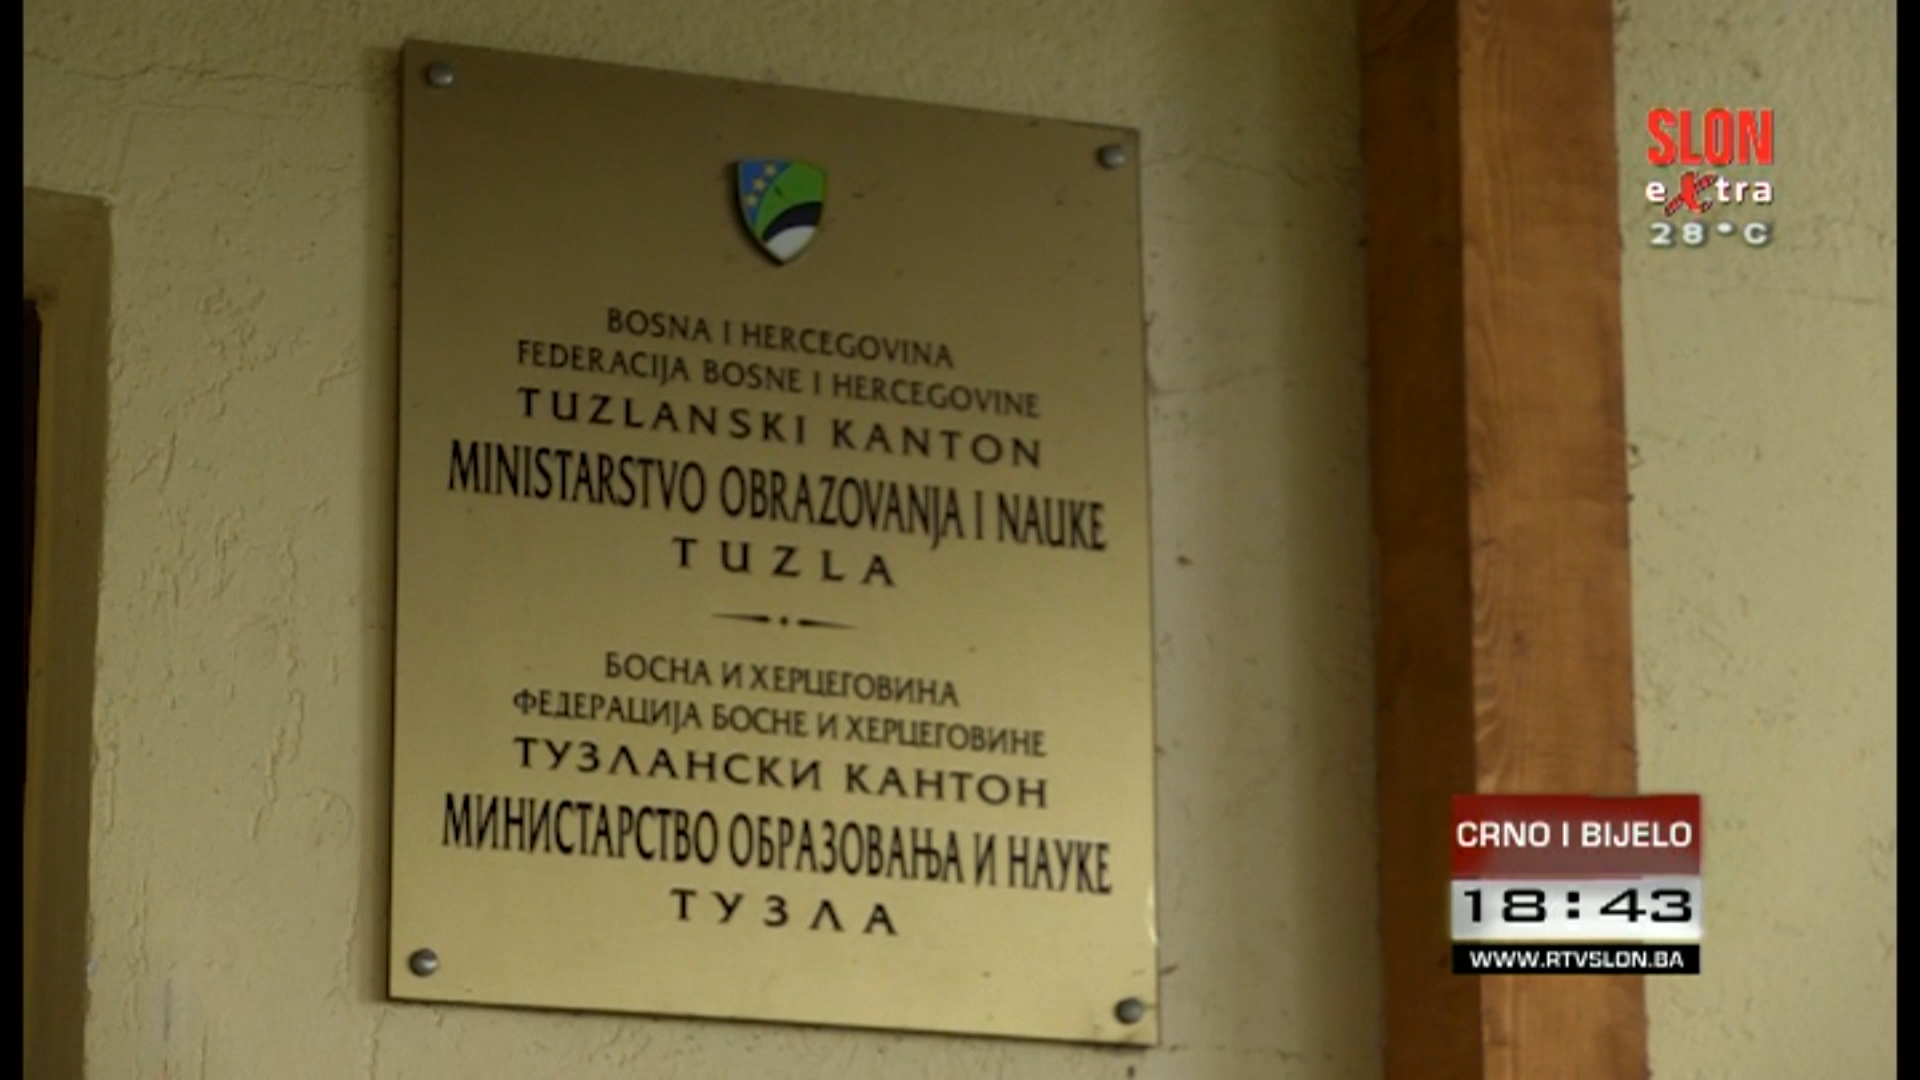 BOSNA I HERCEGOVINA
FEDERACIJA BOSNE I HERCEGOVINE
TUZLANSKI KANTON
MINISTARSTVO OBRAZOVANJA I NAUKE
TUZLA
БОСНА И ХЕРЦЕГОВИНА
ФЕДЕРАЦИЈА БОСНЕ И ХЕРЦЕГОВИНЕ
ТУЗЛАНСКИ КАНТОН
МИНИСТАРСТВО ОБРАЗОВАЊА И НАУКЕ
ТУЗЛА
SLON
extra
28°C
CRNO I BIJELO
18:43
WWW.RTVSLON.BA